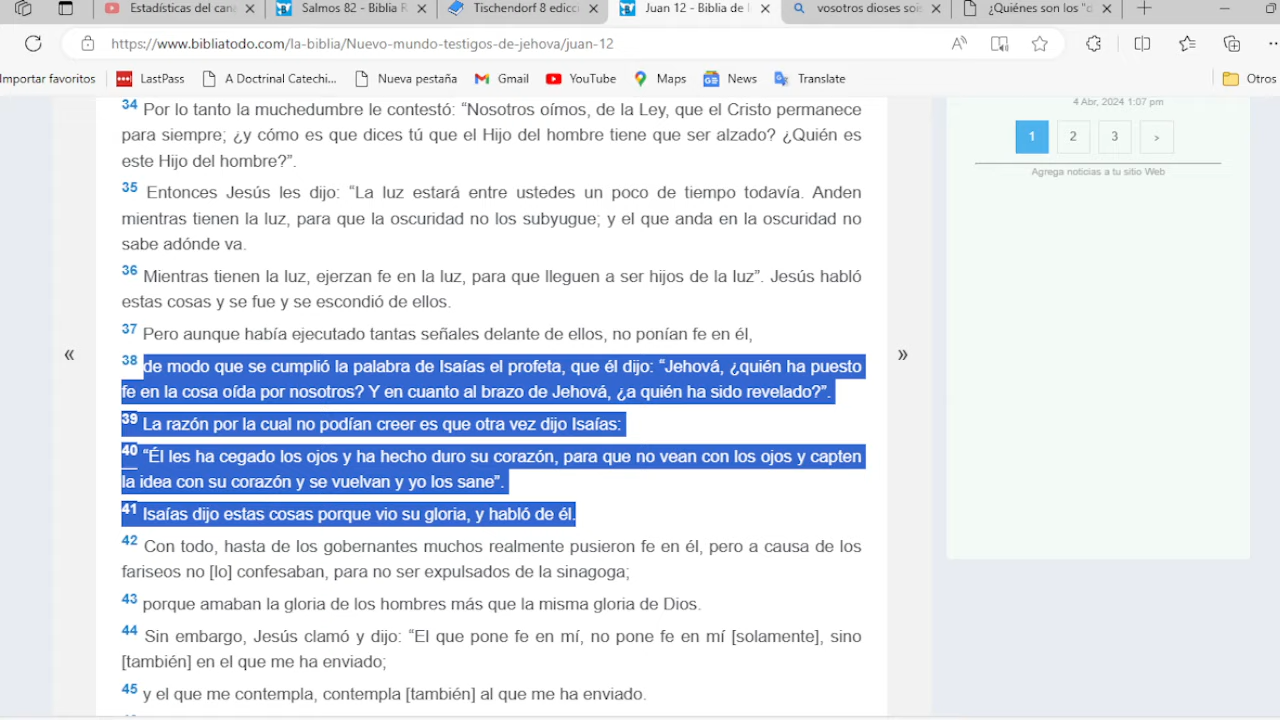 Estadísticas del cana
Salmos 82 - Biblia R
Tischendorf 8 edicci
Juan 12 - Biblia de I
vosotros dioses sois
¿Quiénes son los "d
https://www.bibliatodo.com/la-biblia/Nuevo-mundo-testigos-de-jehova/juan-12
importar favoritos
LastPass
A Doctrinal Catechi...
Nueva pestaña
Gmail
YouTube
Maps
News
Translate
Otros
34 Por lo tanto la muchedumbre le contestó: “Nosotros oímos, de la Ley, que el Cristo permanece
para siempre; ¿y cómo es que dices tú que el Hijo del hombre tiene que ser alzado? ¿Quién es
este Hijo del hombre?”.
35 Entonces Jesús les dijo: “La luz estará entre ustedes un poco de tiempo todavía. Anden
mientras tienen la luz, para que la oscuridad no los subyugue; y el que anda en la oscuridad no
sabe adónde va.
36 Mientras tienen la luz, ejerzan fe en la luz, para que lleguen a ser hijos de la luz”. Jesús habló
estas cosas y se fue y se escondió de ellos.
37 Pero aunque había ejecutado tantas señales delante de ellos, no ponían fe en él,
38 de modo que se cumplió la palabra de Isaías el profeta, que él dijo: “Jehová, ¿quién ha puesto
fe en la cosa oída por nosotros? Y en cuanto al brazo de Jehová, ¿a quién ha sido revelado?”.
39 La razón por la cual no podían creer es que otra vez dijo Isaías:
40 “Él les ha cegado los ojos y ha hecho duro su corazón, para que no vean con los ojos y capten
la idea con su corazón y se vuelvan y yo los sane”.
41 Isaías dijo estas cosas porque vio su gloria, y habló de él.
42 Con todo, hasta de los gobernantes muchos realmente pusieron fe en él, pero a causa de los
fariseos no [lo] confesaban, para no ser expulsados de la sinagoga;
43 porque amaban la gloria de los hombres más que la misma gloria de Dios.
44 Sin embargo, Jesús clamó y dijo: “El que pone fe en mí, no pone fe en mí [solamente], sino
[también] en el que me ha enviado;
45 y el que me contempla, contempla [también] al que me ha enviado.
«
»
4 Abr, 2024 1:07 pm
1 2 3 >
Agrega noticias a tu sitio Web